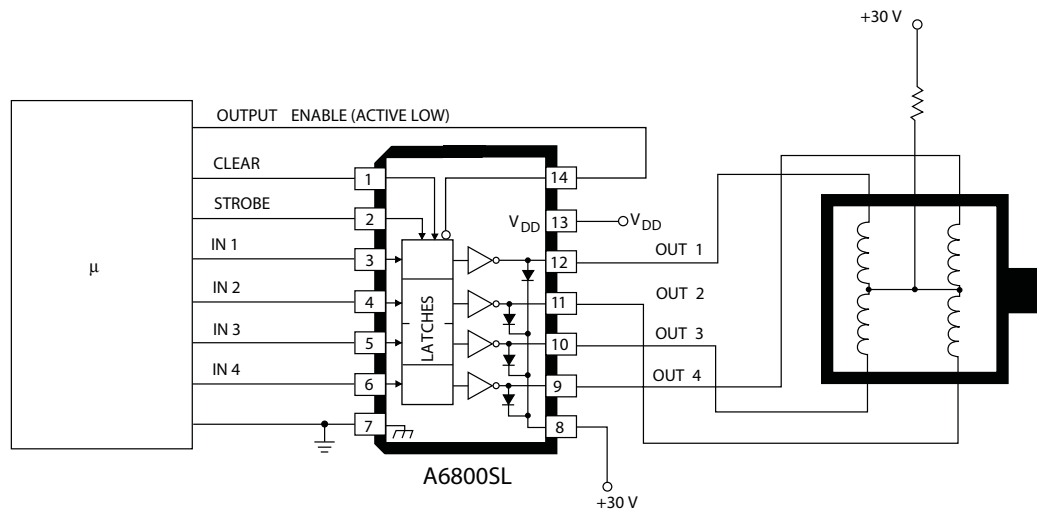 +30 V
OUTPUT ENABLE (ACTIVE LOW)
CLEAR
1
14
STROBE
2
VDD
13
VDD
IN 1
3
12
OUT 1
μ
IN 2
4
LATCHES
11
OUT 2
IN 3
5
10
OUT 3
IN 4
6
9
OUT 4
7
8
A6800SL
+30 V